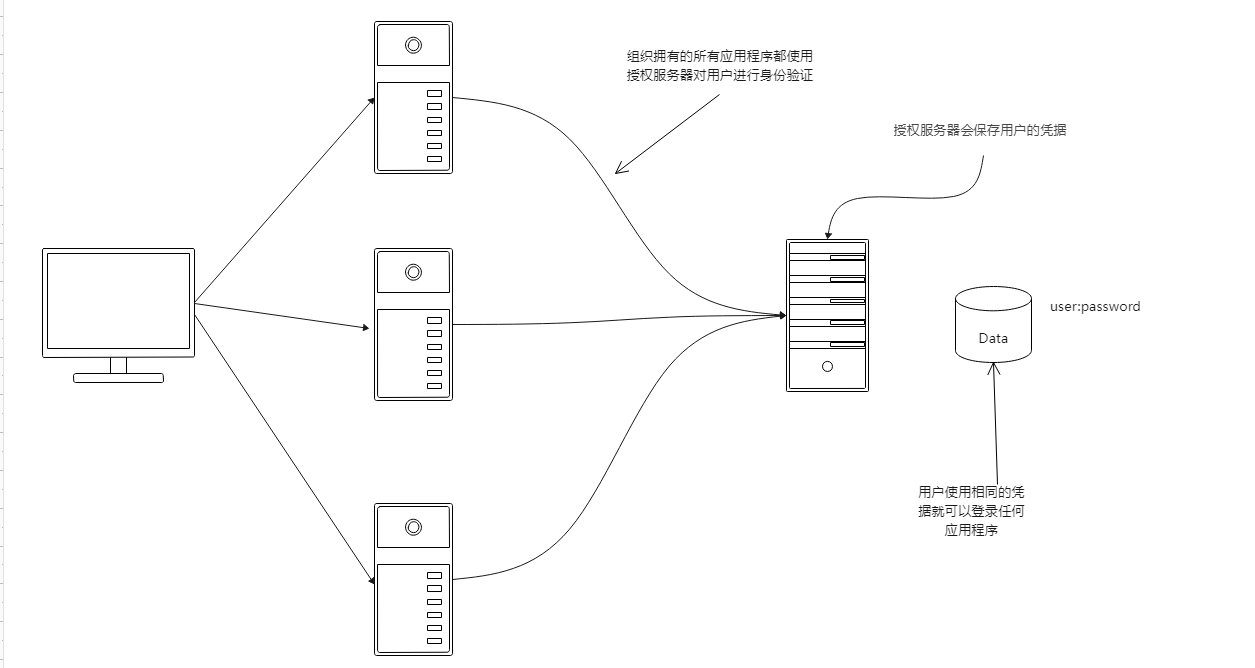 组织拥有的所有应用程序都使用
授权服务器对用户进行身份验证
授权服务器会保存用户的凭据
user:password
Data
用户使用相同的凭
据就可以登录任何
应用程序